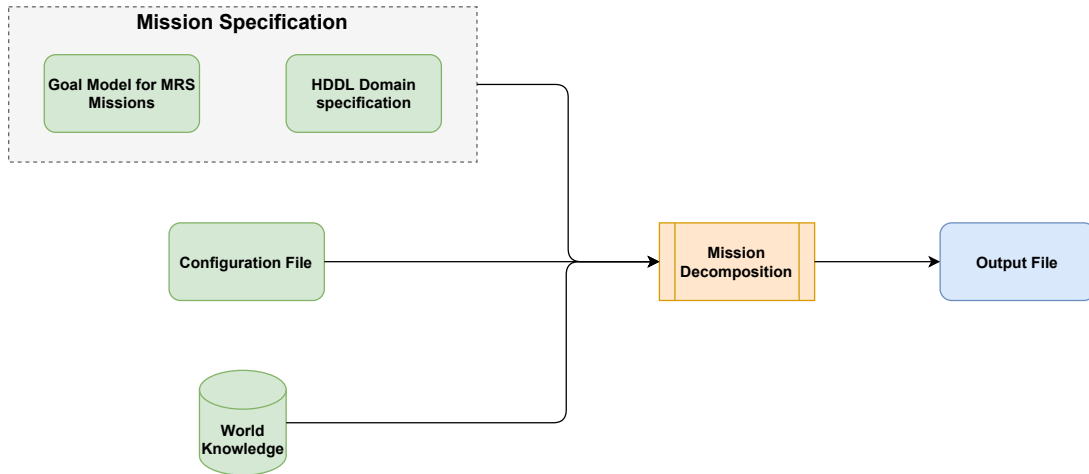 Mission Specification
Goal Model for MRS
Missions
HDDL Domain
specification
Configuration File
Mission
Decomposition
Output File
World
Knowledge